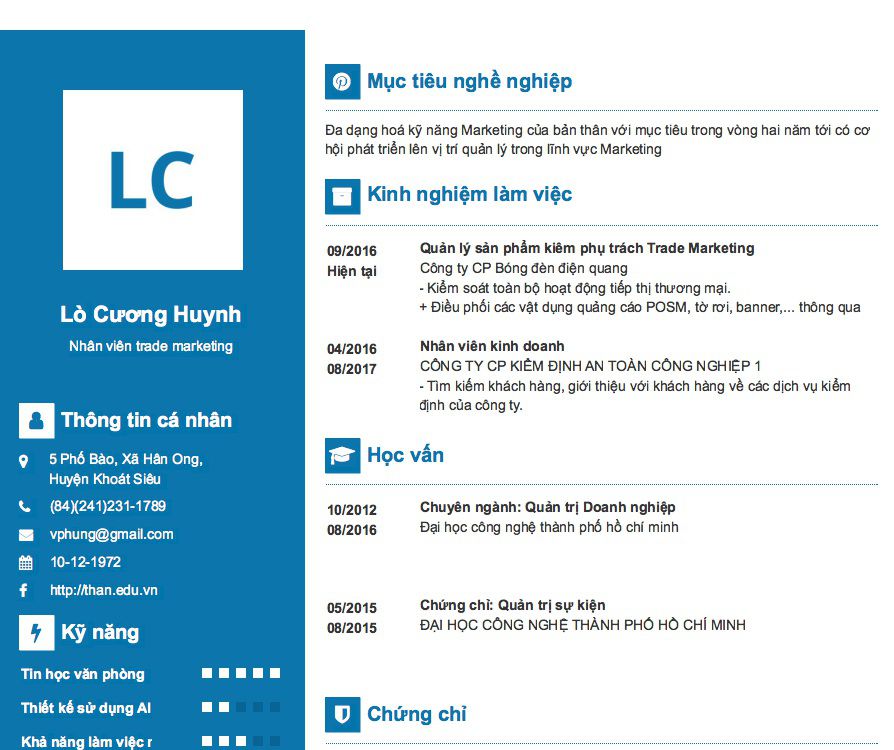 LC
Lò Cương Huynh
Nhân viên trade marketing
Thông tin cá nhân
5 Phố Bào, Xã Hân Ong,
Huyện Khoát Siêu
(84)(241)231-1789
vphung@gmail.com
10-12-1972
http://than.edu.vn
Kỹ năng
Tin học văn phòng
Thiết kế sử dụng AI
Khả năng làm việc r
Mục tiêu nghề nghiệp
Đa dạng hoá kỹ năng Marketing của bản thân với mục tiêu trong vòng hai năm tới có cơ
hội phát triển lên vị trí quản lý trong lĩnh vực Marketing
Kinh nghiệm làm việc
09/2016
Hiện tại
Quản lý sản phẩm kiêm phụ trách Trade Marketing
Công ty CP Bóng đèn điện quang
- Kiểm soát toàn bộ hoạt động tiếp thị thương mại.
+ Điều phối các vật dụng quảng cáo POSM, tờ rơi, banner,... thông qua
04/2016
08/2017
Nhân viên kinh doanh
CÔNG TY CP KIỂM ĐỊNH AN TOÀN CÔNG NGHIỆP 1
- Tìm kiếm khách hàng, giới thiệu với khách hàng về các dịch vụ kiểm
định của công ty.
Học vấn
10/2012
08/2016
Chuyên ngành: Quản trị Doanh nghiệp
Đại học công nghệ thành phố hồ chí minh
05/2015
08/2015
Chứng chỉ: Quản trị sự kiện
ĐẠI HỌC CÔNG NGHỆ THÀNH PHỐ HỒ CHÍ MINH
Chứng chỉ